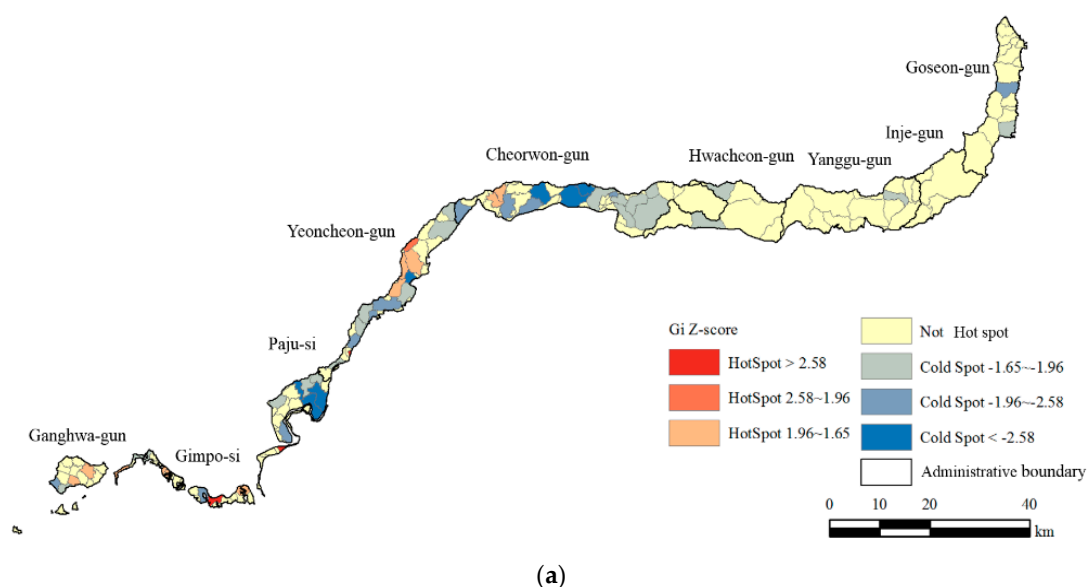 Goseon-gun
Inje-gun
Cheorwon-gun
Hwacheon-gun
Yanggu-gun
Yeoncheon-gun
Paju-si
Ganghwa-gun
Gimpo-si
Gi Z-score
HotSpot > 2.58
HotSpot 2.58~1.96
HotSpot 1.96~1.65
Not Hot spot
Cold Spot -1.65~-1.96
Cold Spot -1.96~-2.58
Cold Spot < -2.58
Administrative boundary
0 10 20 40
km
(a)